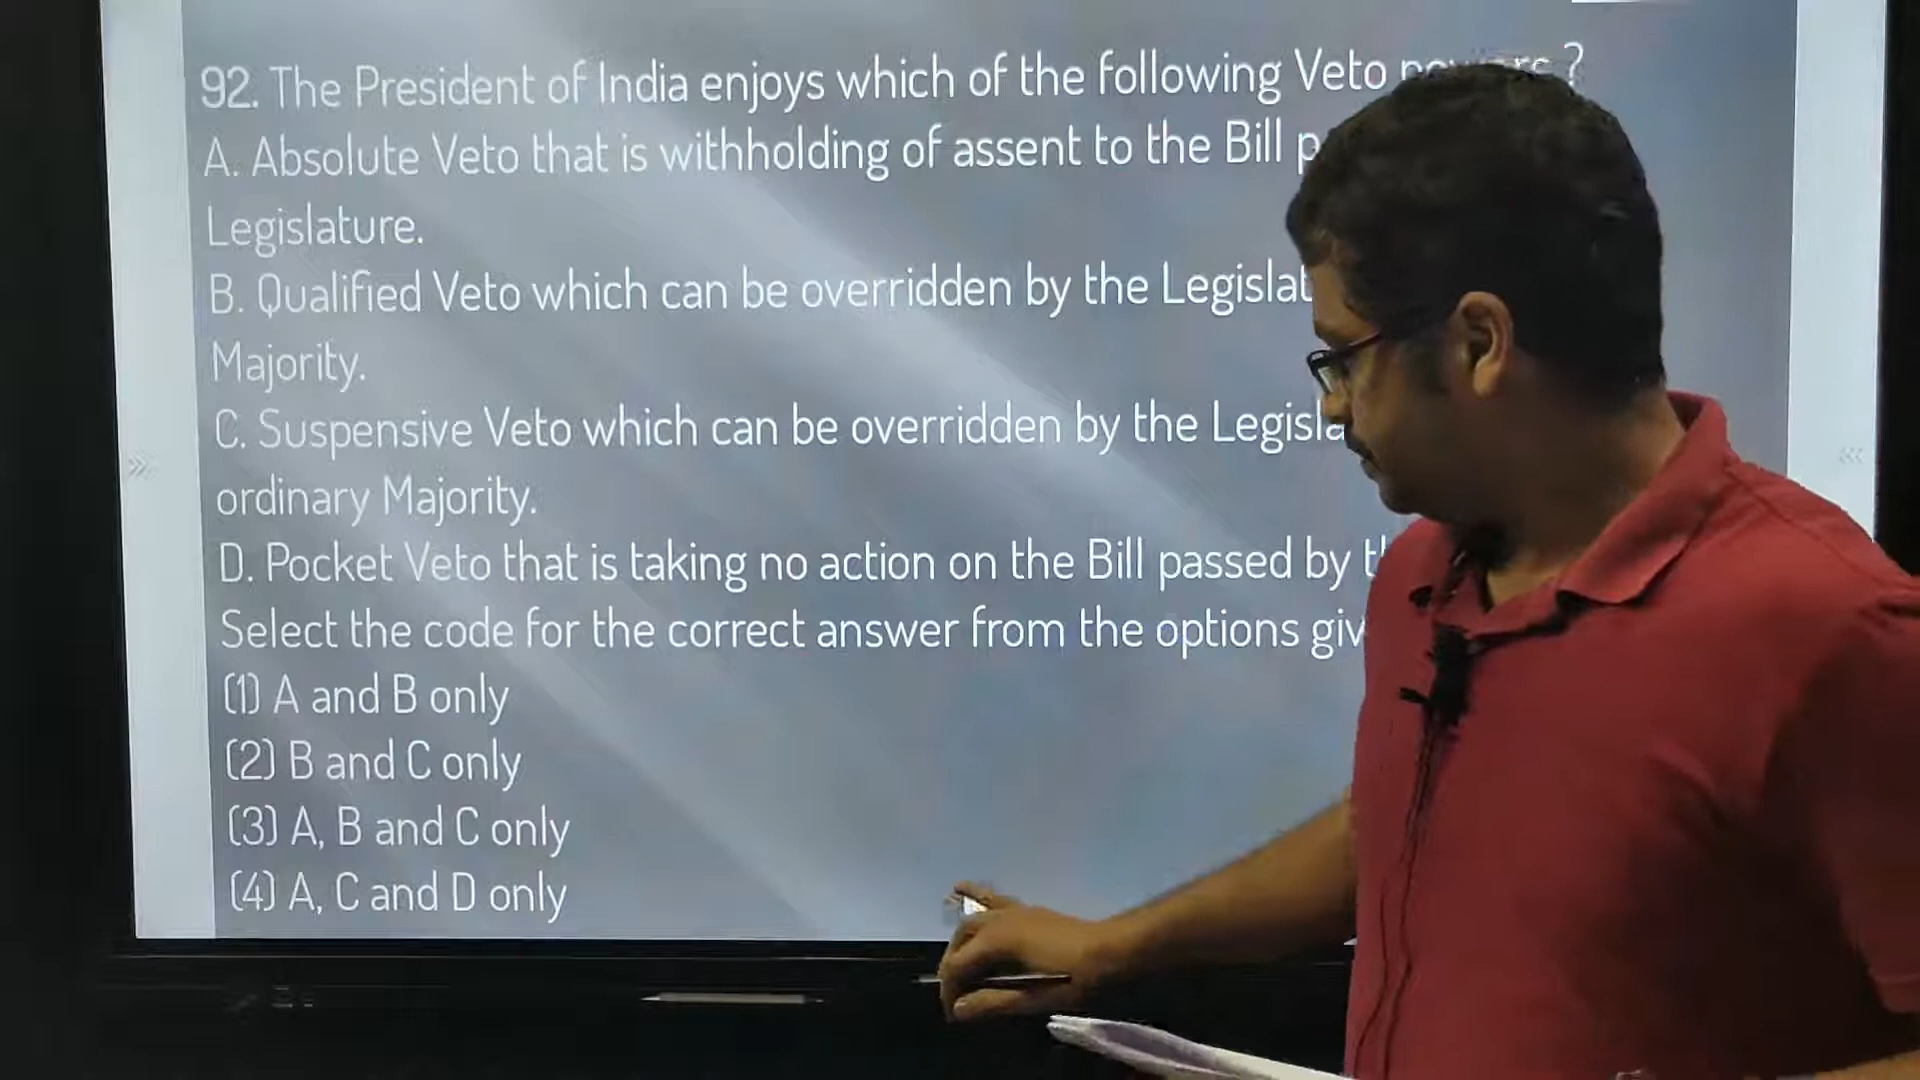 92. The President of India enjoys which of the following Veto ?
A. Absolute Veto that is withholding of assent to the Bill
Legislature.
B. Qualified Veto which can be overridden by the
Majority.
C. Suspensive Veto which can be overridden by the
ordinary Majority.
D. Pocket Veto that is taking no action on the Bill passed by
Select the code for the correct answer from the options
(1) A and B only
(2) B and C only
(3) A, B and C only
(4) A, C and D only